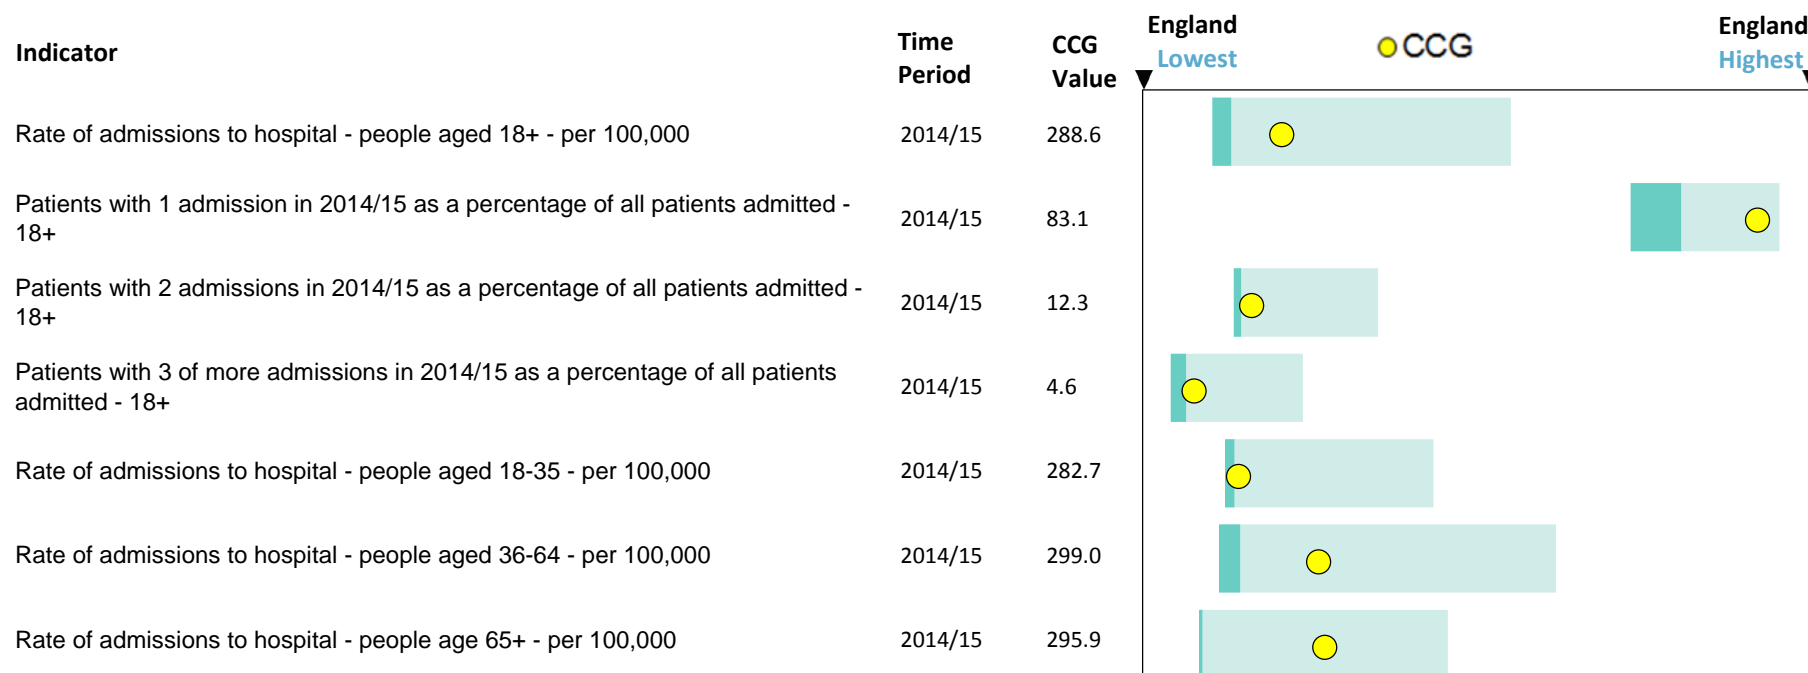 Indicator
Time
Period
CCG
Value
England
Lowest
CCG
England
Highest
Rate of admissions to hospital - people aged 18+ - per 100,000
2014/15
288.6
Patients with 1 admission in 2014/15 as a percentage of all patients admitted -
18+
2014/15
83.1
Patients with 2 admissions in 2014/15 as a percentage of all patients admitted -
18+
2014/15
12.3
Patients with 3 of more admissions in 2014/15 as a percentage of all patients
admitted - 18+
2014/15
4.6
Rate of admissions to hospital - people aged 18-35 - per 100,000
2014/15
282.7
Rate of admissions to hospital - people aged 36-64 - per 100,000
2014/15
299.0
Rate of admissions to hospital - people age 65+ - per 100,000
2014/15
295.9